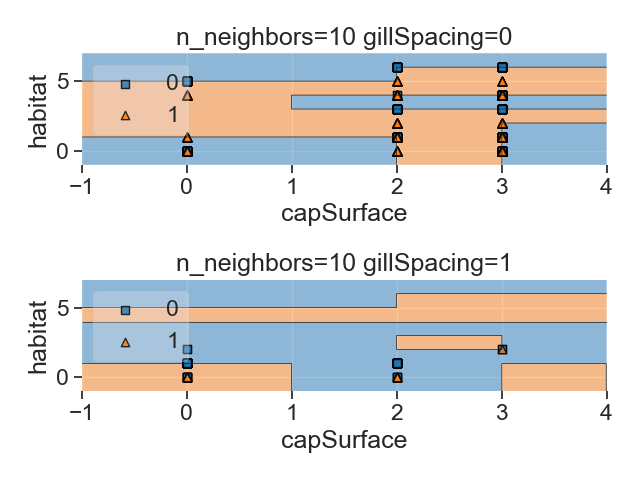 n_neighbors=10 gillSpacing=0
habitat
5
0
0
1
−1 0 1 2 3 4
capSurface
n_neighbors=10 gillSpacing=1
habitat
5
0
0
1
−1 0 1 2 3 4
capSurface